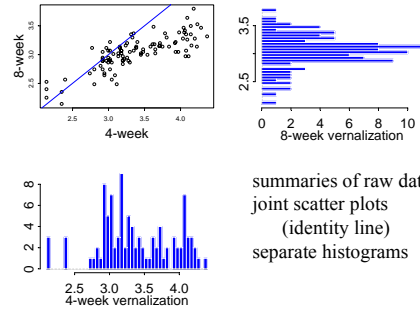 8-week
2.5 3.0 3.5
2.5 3.0 3.5 4.0
4-week
2.5 3.5
0 2 4 6 8 10
8-week vernalization
0 2 4 6 8
2.5 3.0 3.5 4.0
4-week vernalization
summaries of raw dat
joint scatter plots
(identity line)
separate histograms